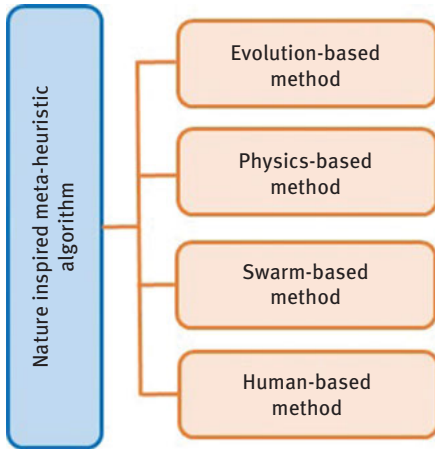 Nature inspired meta-heuristic
algorithm
Evolution-based
method
Physics-based
method
Swarm-based
method
Human-based
method